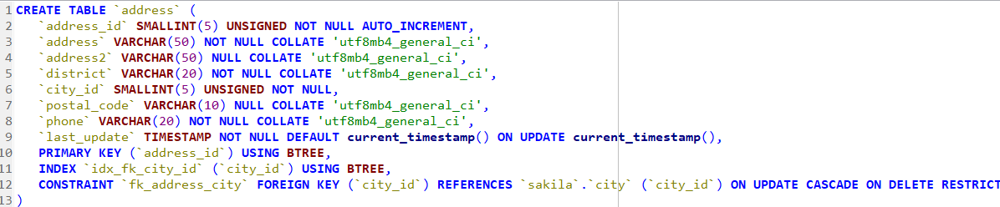 1 CREATE TABLE `address` (
2 `address_id` SMALLINT(5) UNSIGNED NOT NULL AUTO_INCREMENT,
3 `address` VARCHAR(50) NOT NULL COLLATE 'utf8mb4_general_ci',
4 `address2` VARCHAR(50) NULL COLLATE 'utf8mb4_general_ci',
5 `district` VARCHAR(20) NOT NULL COLLATE 'utf8mb4_general_ci',
6 `city_id` SMALLINT(5) UNSIGNED NOT NULL,
7 `postal_code` VARCHAR(10) NULL COLLATE 'utf8mb4_general_ci',
8 `phone` VARCHAR(20) NOT NULL COLLATE 'utf8mb4_general_ci',
9 `last_update` TIMESTAMP NOT NULL DEFAULT current_timestamp() ON UPDATE current_timestamp(),
10 PRIMARY KEY (`address_id`) USING BTREE,
11 INDEX `idx_fk_city_id` (`city_id`) USING BTREE,
12 CONSTRAINT `fk_address_city` FOREIGN KEY (`city_id`) REFERENCES `sakila`.`city` (`city_id`) ON UPDATE CASCADE ON DELETE RESTRICT
13 )